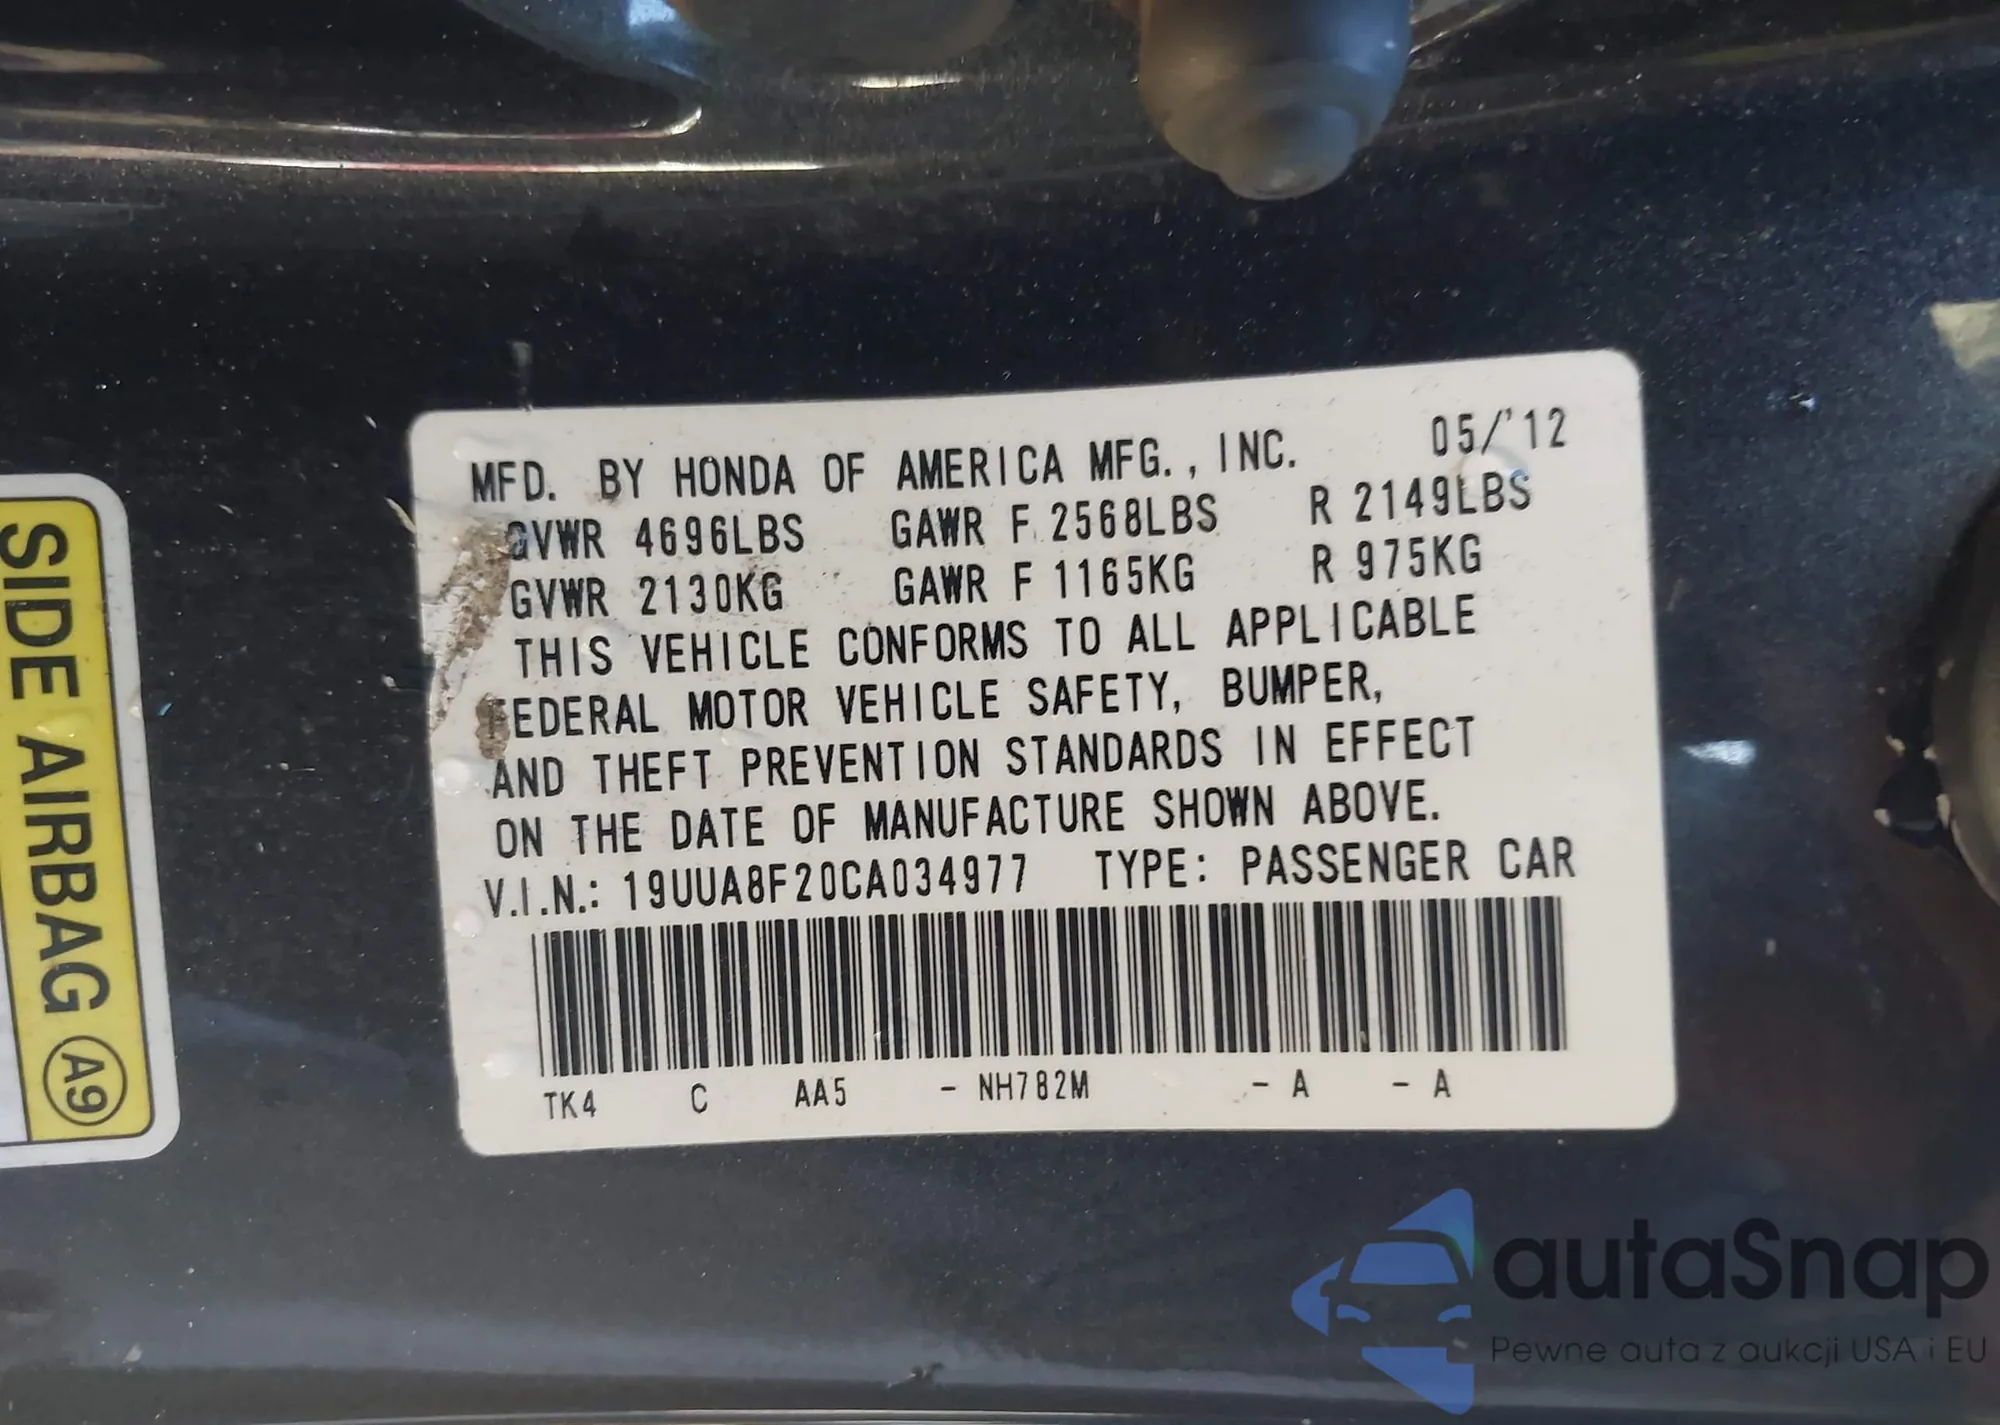 MFD. BY HONDA OF AMERICA MFG., INC. 05/'12
GVWR 4696LBS GAWR F 2568LBS R 2149LBS
GVWR 2130KG GAWR F 1165KG R 975KG
THIS VEHICLE CONFORMS TO ALL APPLICABLE
FEDERAL MOTOR VEHICLE SAFETY, BUMPER,
AND THEFT PREVENTION STANDARDS IN EFFECT
ON THE DATE OF MANUFACTURE SHOWN ABOVE.
V.I.N.: 19UUA8F20CA034977 TYPE: PASSENGER CAR
TK4 C AA5 - NH782M - A - A
SIDE AIRBAG A9
autaSnap
Pewne auta z aukcji USA i EU